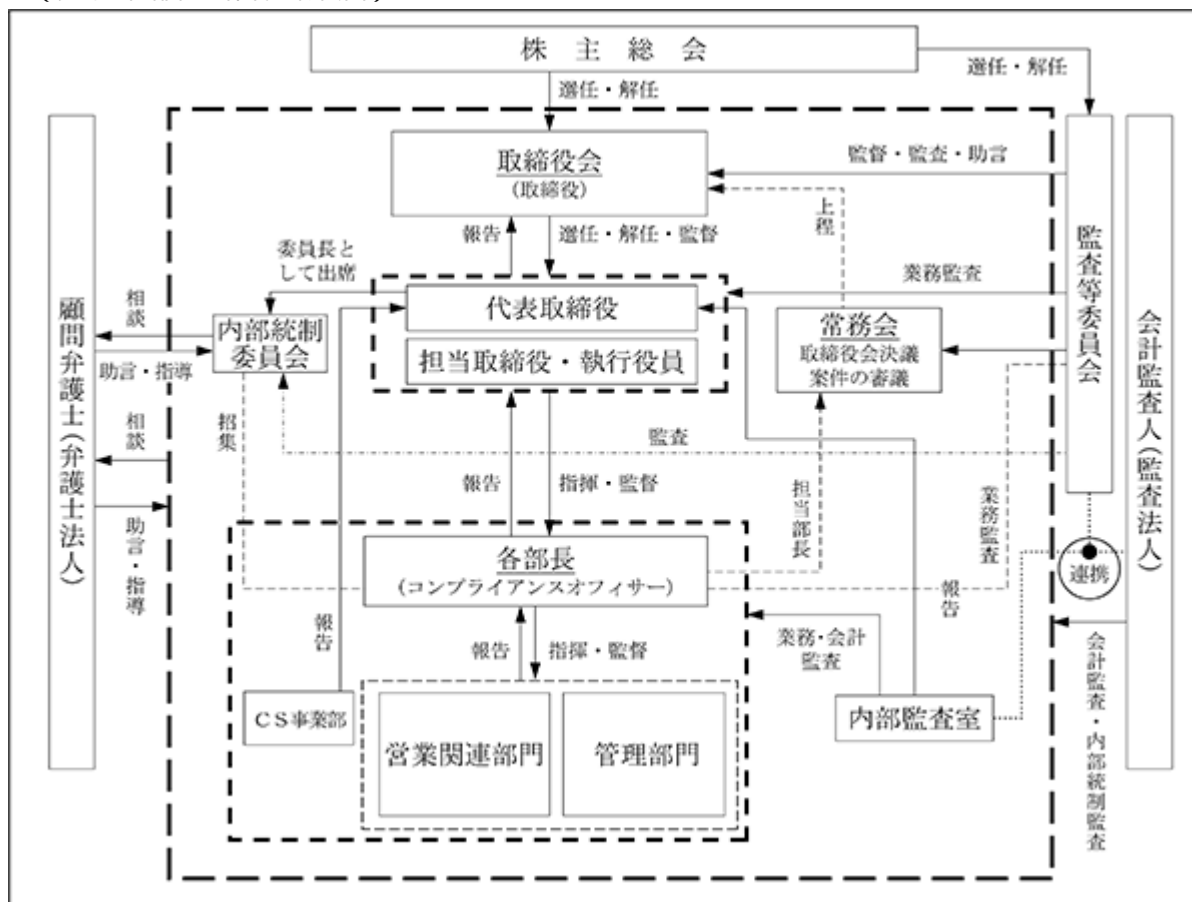 株主総会
選任・解任
選任・解任
取締役会
(取締役)
監督・監査・助言
上程
報告
選任・解任・監督
委員長と
して出席
代表取締役
担当取締役・執行役員
業務監査
常務会
取締役会決議
案件の審議
監査等委員会
会計監査人(監査法人)
顧問弁護士(弁護士法人)
相談
助言・指導
内部統制
委員会
相談
助言・指導
招集
監査
報告
指揮・監督
担当部長
業務監査
各部長
(コンプライアンスオフィサー)
連携
報告
報告
報告
指揮・監督
業務・会計
監査
会計監査・内部統制監査
CS事業部
営業関連部門
管理部門
内部監査室